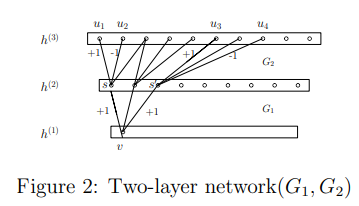 u₁ u₂ u₃ u₄
h⁽³⁾
+1 -1 +1 -1 G₂
h⁽²⁾ s s'
+1 +1 G₁
h⁽¹⁾
v
Figure 2: Two-layer network(G₁, G₂)